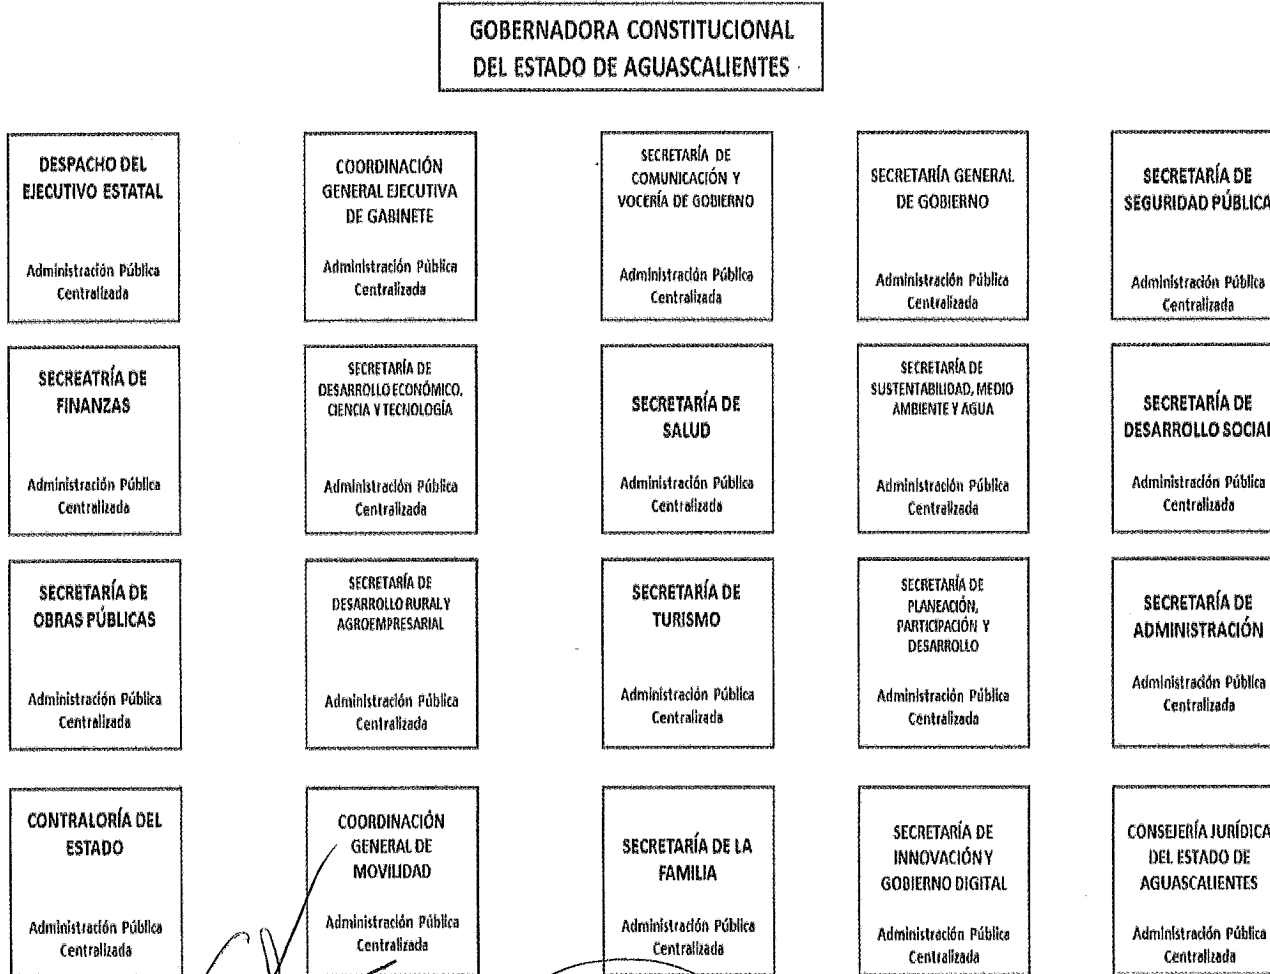 GOBERNADORA CONSTITUCIONAL
DEL ESTADO DE AGUASCALIENTES
DESPACHO DEL
EJECUTIVO ESTATAL
Administración Pública
Centralizada
COORDINACIÓN
GENERAL EJECUTIVA
DE GABINETE
Administración Pública
Centralizada
SECRETARÍA DE
COMUNICACIÓN Y
VOCERÍA DE GOBIERNO
Administración Pública
Centralizada
SECRETARÍA GENERAL
DE GOBIERNO
Administración Pública
Centralizada
SECRETARÍA DE
SEGURIDAD PÚBLICA
Administración Pública
Centralizada
SECREATRÍA DE
FINANZAS
Administración Pública
Centralizada
SECRETARÍA DE
DESARROLLO ECONÓMICO,
CIENCIA Y TECNOLOGÍA
Administración Pública
Centralizada
SECRETARÍA DE
SALUD
Administración Pública
Centralizada
SECRETARÍA DE
SUSTENTABILIDAD, MEDIO
AMBIENTE Y AGUA
Administración Pública
Centralizada
SECRETARÍA DE
DESARROLLO SOCIAL
Administración Pública
Centralizada
SECRETARÍA DE
OBRAS PÚBLICAS
Administración Pública
Centralizada
SECRETARÍA DE
DESARROLLO RURAL Y
AGROEMPRESARIAL
Administración Pública
Centralizada
SECRETARÍA DE
TURISMO
Administración Pública
Centralizada
SECRETARÍA DE
PLANEACIÓN,
PARTICIPACIÓN Y
DESARROLLO
Administración Pública
Centralizada
SECRETARÍA DE
ADMINISTRACIÓN
Administración Pública
Centralizada
CONTRALORÍA DEL
ESTADO
Administración Pública
Centralizada
COORDINACIÓN
GENERAL DE
MOVILIDAD
Administración Pública
Centralizada
SECRETARÍA DE LA
FAMILIA
Administración Pública
Centralizada
SECRETARÍA DE
INNOVACIÓN Y
GOBIERNO DIGITAL
Administración Pública
Centralizada
CONSEJERÍA JURÍDICA
DEL ESTADO DE
AGUASCALIENTES
Administración Pública
Centralizada